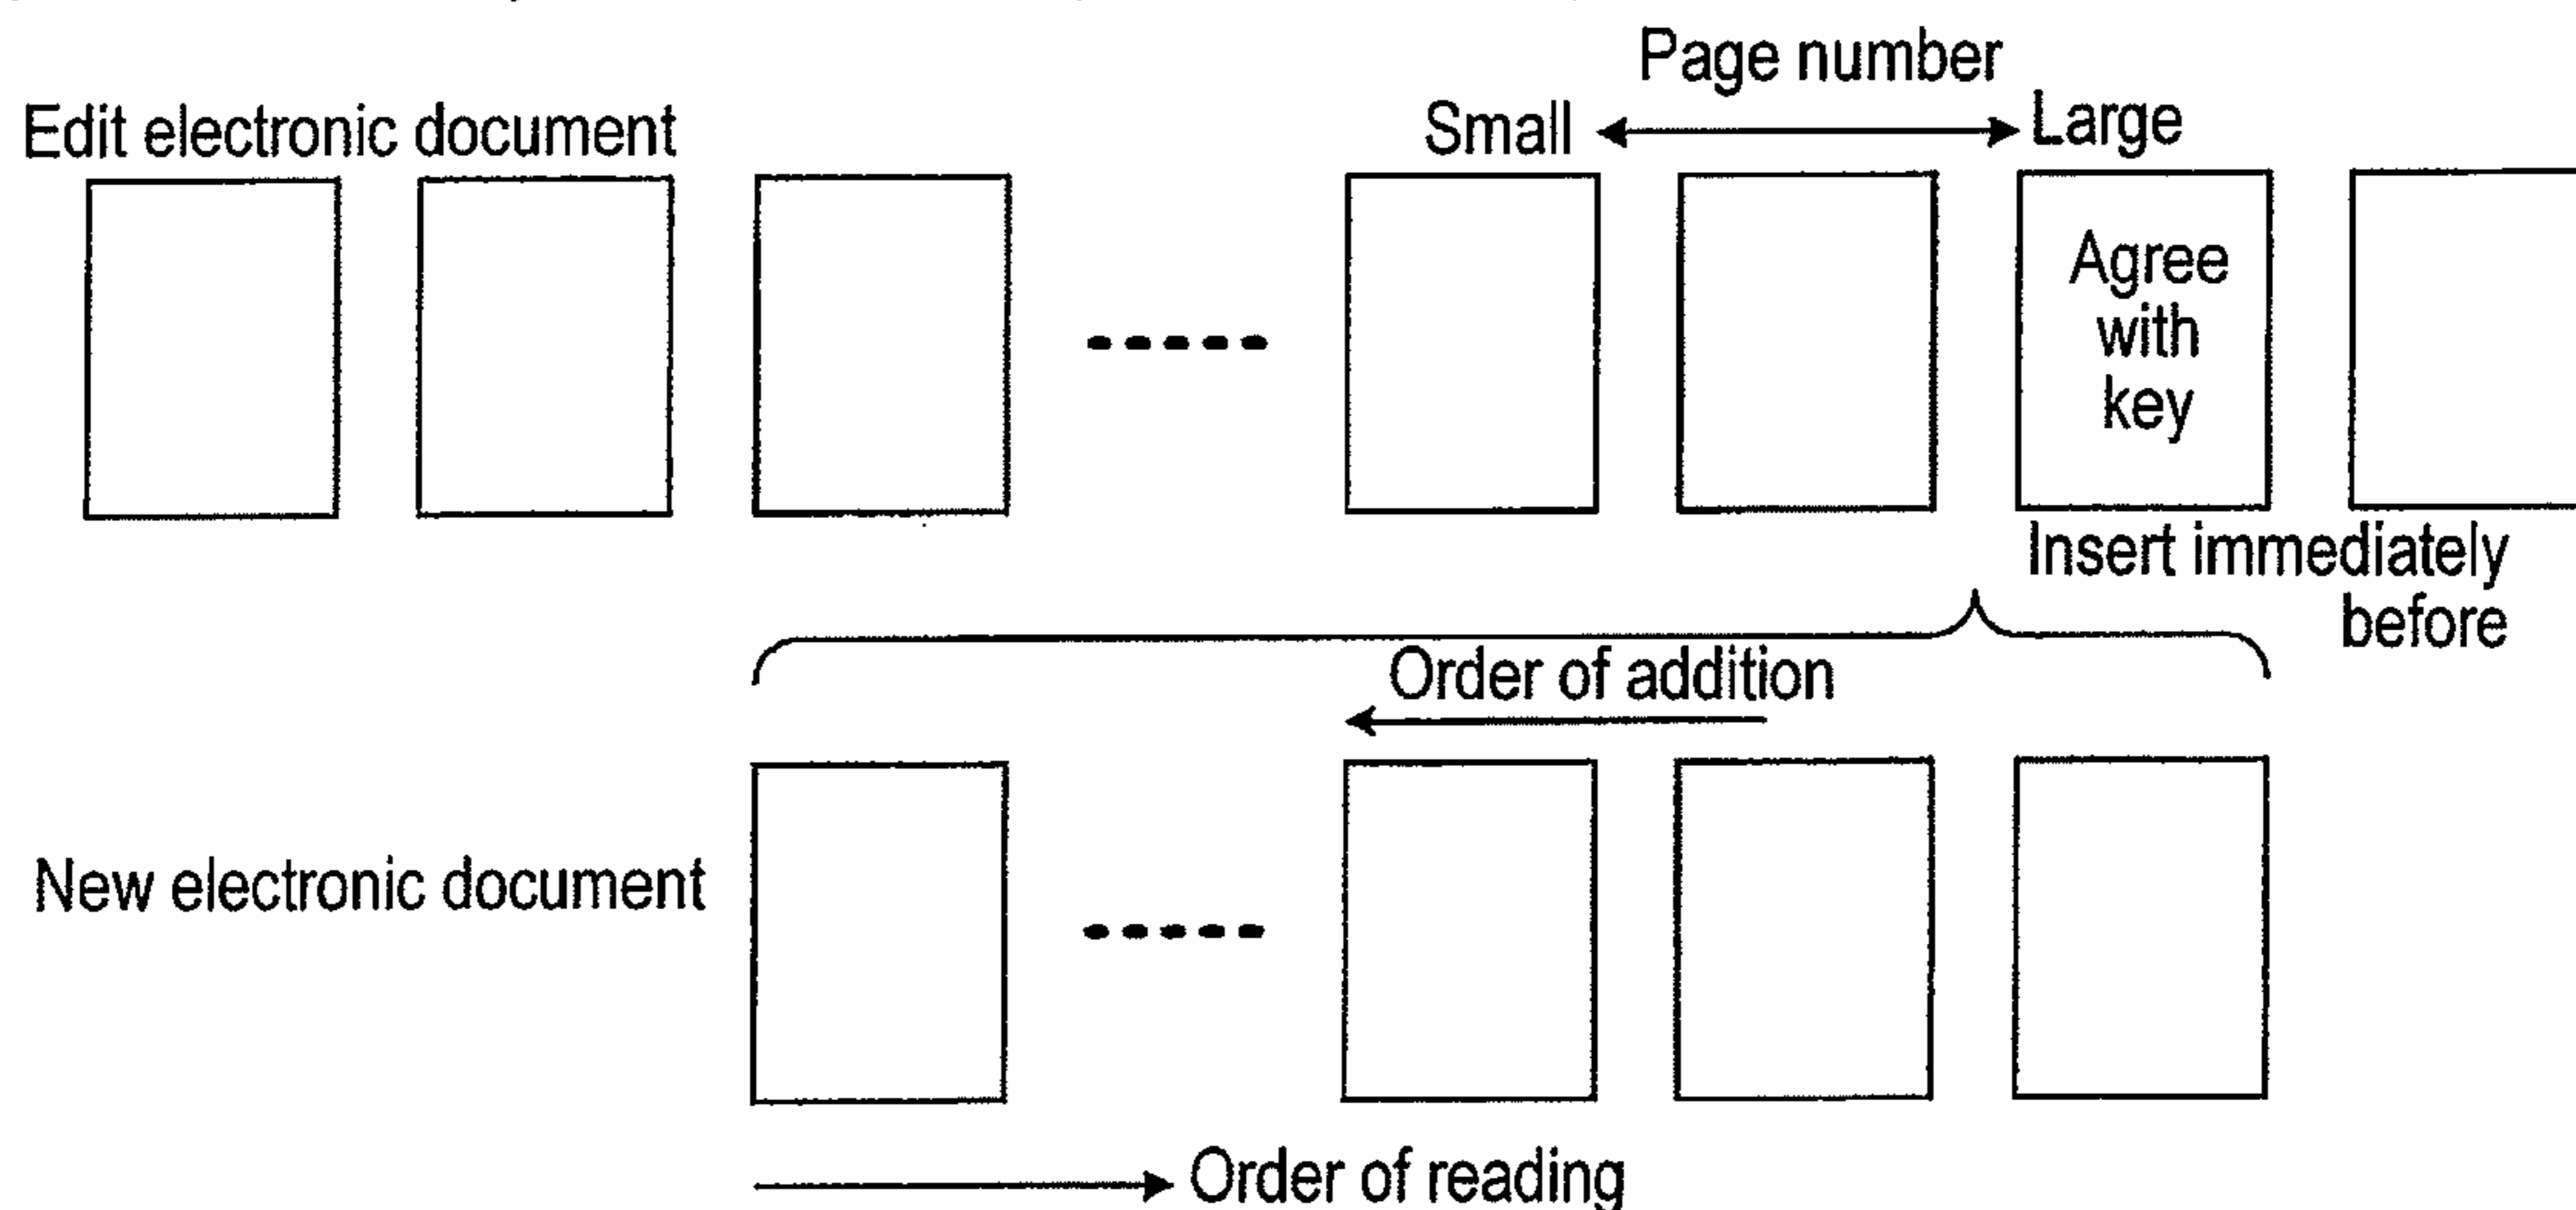 Page number
Edit electronic document
Small
Large
Agree
with
key
Insert immediately
before
Order of addition
New electronic document
Order of reading